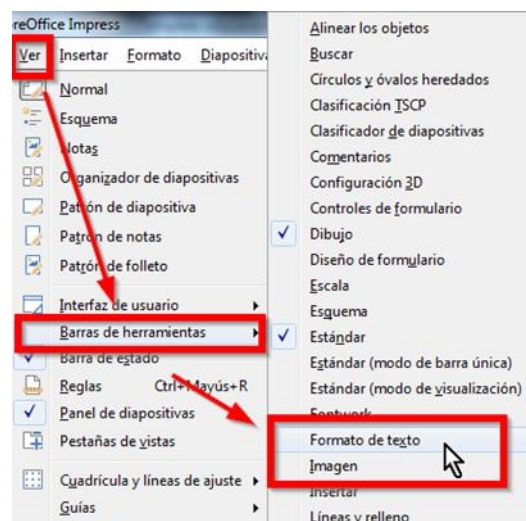 reOffice Impress
Ver Insertar Formato Diapositiva
Normal
Esquema
Notas
Organizador de diapositivas
Patrón de diapositiva
Patrón de notas
Patrón de folleto
Interfaz de usuario
Barras de herramientas
Barra de estado
Reglas Ctrl+Mayús+R
Panel de diapositivas
Pestañas de vistas
Cuadrícula y líneas de ajuste
Guías
Alinear los objetos
Buscar
Círculos y óvalos heredados
Clasificación TSCP
Clasificador de diapositivas
Comentarios
Configuración 3D
Controles de formulario
Dibujo
Diseño de formulario
Escala
Esquema
Estándar
Estándar (modo de barra única)
Estándar (modo de visualización)
Fontwork
Formato de texto
Imagen
Insertar
Líneas y relleno